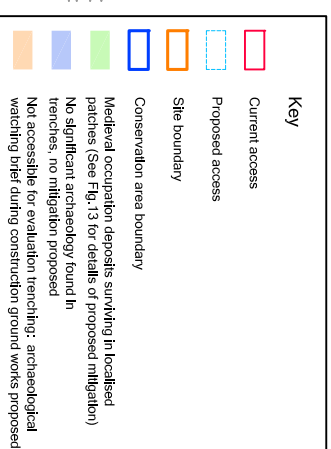 Key
Current access
Proposed access
Site boundary
Conservation area boundary
Medieval occupation deposits surviving in localised
patches (See Fig.13 for details of proposed mitigation)
No significant archaeology found in
trenches, no mitigation proposed
Not accessible for evaluation trenching: archaeological
watching brief during construction ground works proposed